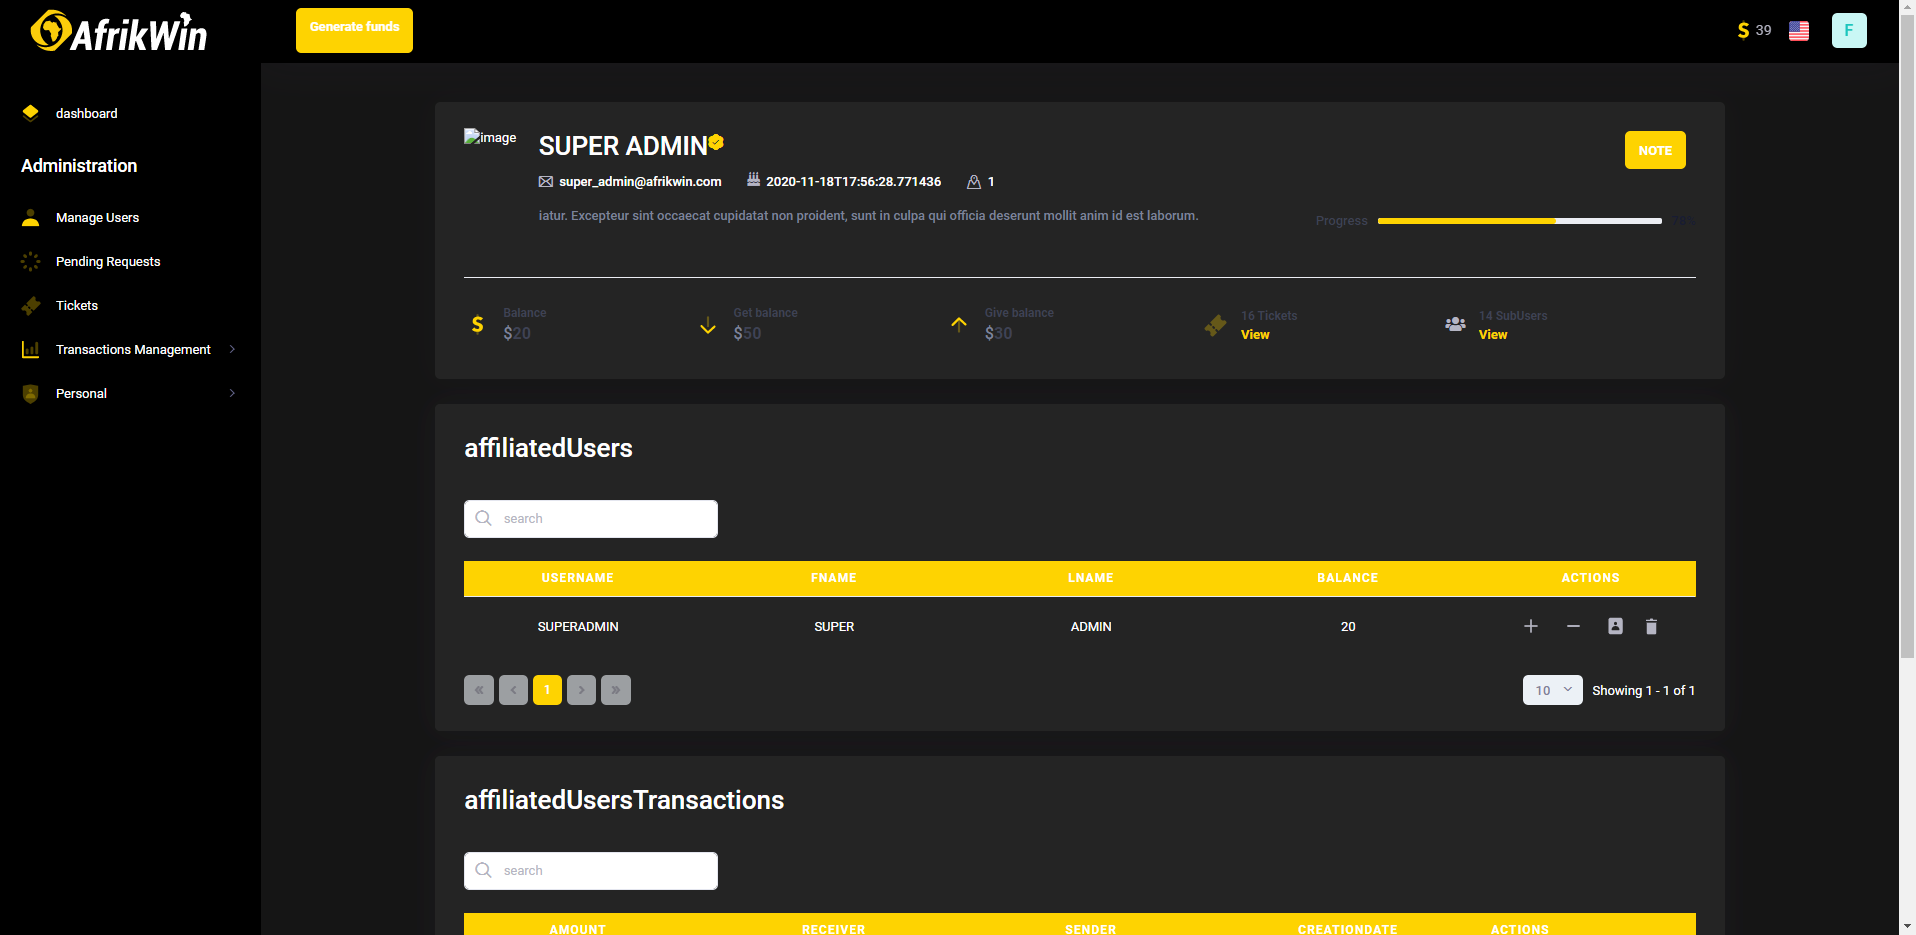 AfrikWin
Generate funds
39
F
dashboard
Administration
Manage Users
Pending Requests
Tickets
Transactions Management
Personal
image
SUPER ADMIN
NOTE
super_admin@afrikwin.com
2020-11-18T17:56:28.771436
1
iatur. Excepteur sint occaecat cupidatat non proident, sunt in culpa qui officia deserunt mollit anim id est laborum.
Progress
Balance
$20
Get balance
$50
Give balance
$30
16 Tickets
View
14 SubUsers
View
affiliatedUsers
search
USERNAME FNAME LNAME BALANCE ACTIONS
SUPERADMIN SUPER ADMIN 20
« ‹ 1 › »
10
Showing 1 - 1 of 1
affiliatedUsersTransactions
search
AMOUNT RECEIVER SENDER CREATIONDATE ACTIONS